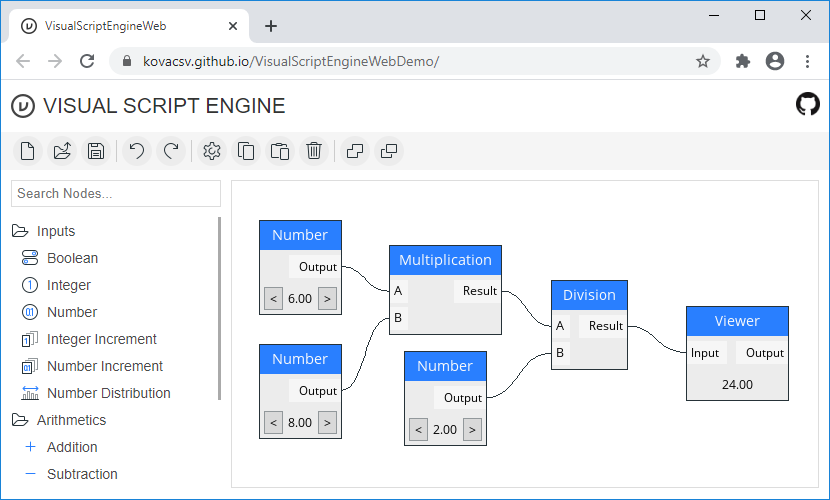 VisualScriptEngineWeb
kovacsv.github.io/VisualScriptEngineWebDemo/
VISUAL SCRIPT ENGINE
Search Nodes...
Inputs
Boolean
Integer
Number
Integer Increment
Number Increment
Number Distribution
Arithmetics
Addition
Subtraction
Number
Output
< 6.00 >
Number
Output
< 8.00 >
Multiplication
A Result
B
Number
Output
< 2.00 >
Division
A Result
B
Viewer
Input Output
24.00